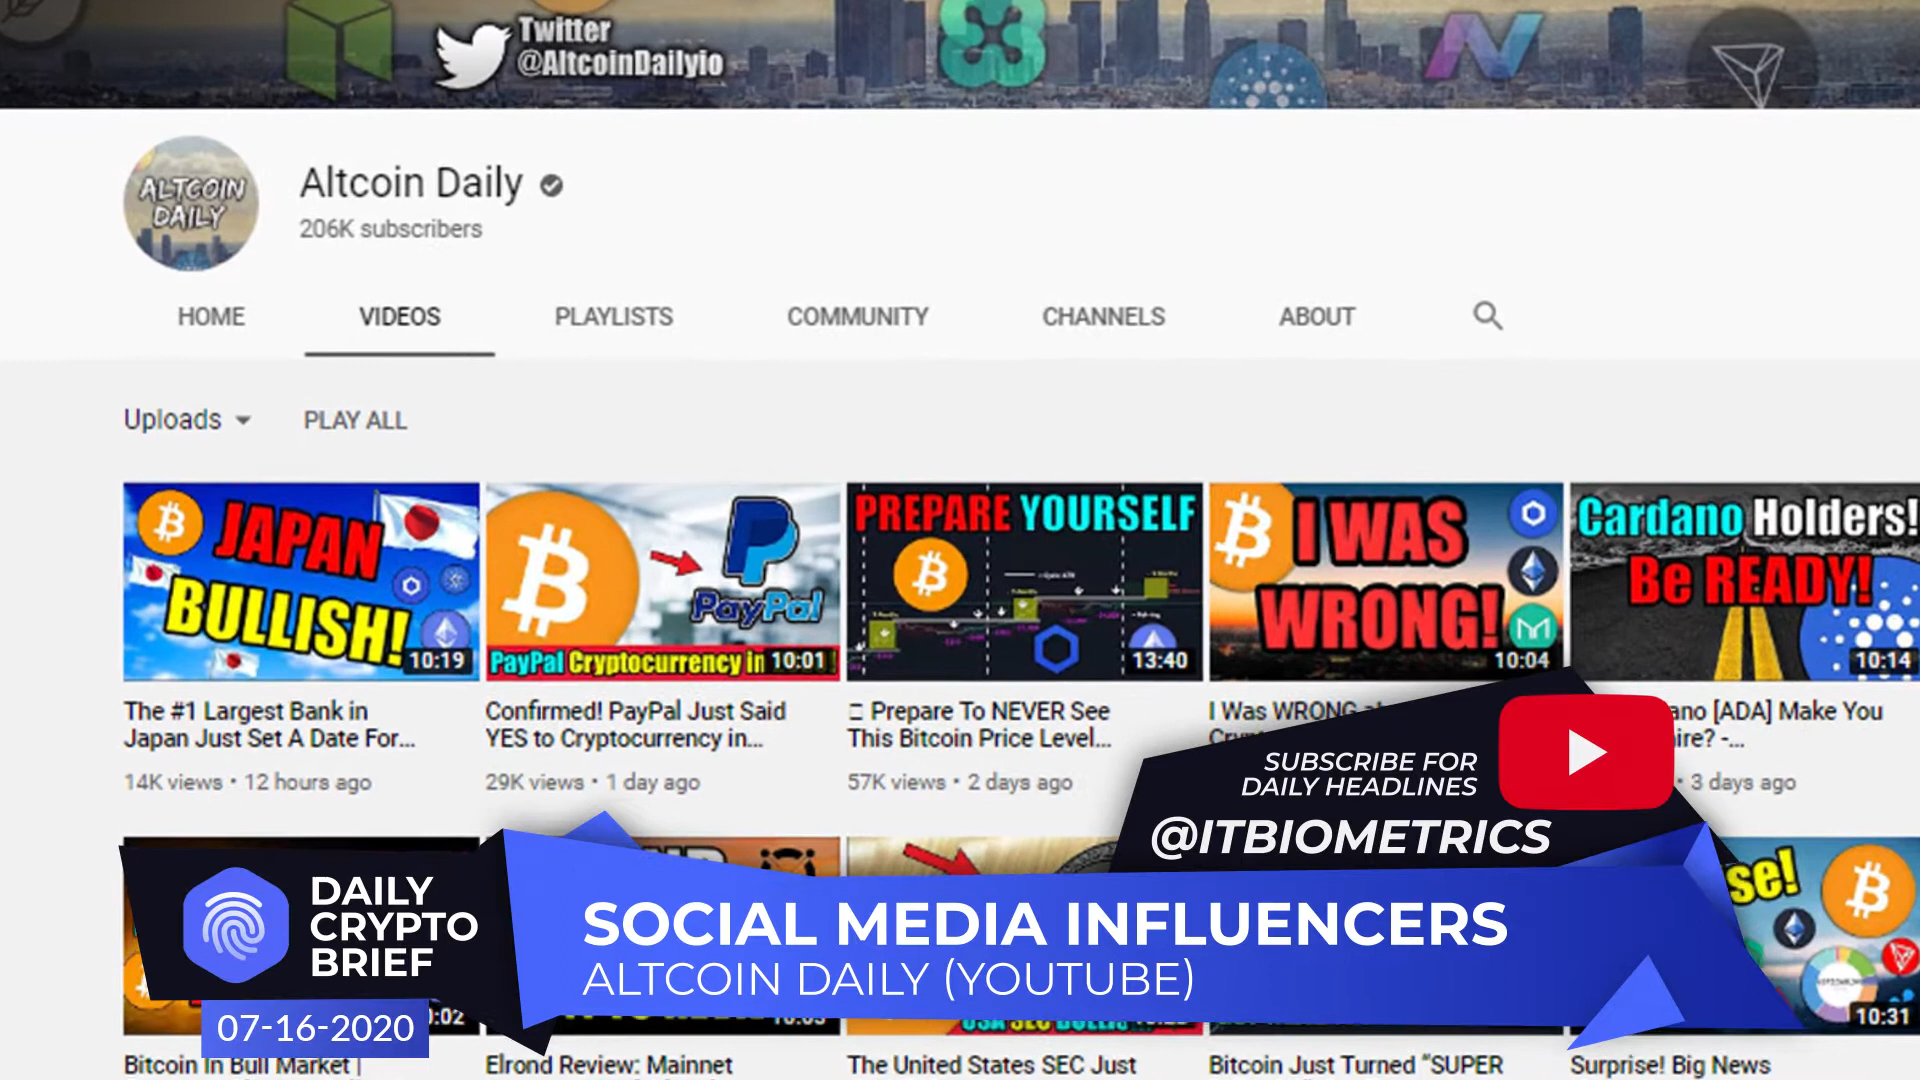 Twitter
@AltcoinDailyio
ALTCOIN
DAILY
Altcoin Daily
206K subscribers
HOME
VIDEOS
PLAYLISTS
COMMUNITY
CHANNELS
ABOUT
Uploads
PLAY ALL
JAPAN
BULLISH!
10:19
PayPal
PayPal Cryptocurrency in
10:01
PREPARE YOURSELF
13:40
I WAS
WRONG!
10:04
Cardano Holders!
Be READY!
10:14
The #1 Largest Bank in
Japan Just Set A Date For...
14K views • 12 hours ago
Confirmed! PayPal Just Said
YES to Cryptocurrency in...
29K views • 1 day ago
Prepare To NEVER See
This Bitcoin Price Level...
57K views • 2 days ago
I Was WRONG
[ADA] Make You
• 3 days ago
SUBSCRIBE FOR
DAILY HEADLINES
@ITBIOMETRICS
DAILY
CRYPTO
BRIEF
07-16-2020
SOCIAL MEDIA INFLUENCERS
ALTCOIN DAILY (YOUTUBE)
:02
10:31
Bitcoin In Bull Market |
Elrond Review: Mainnet
The United States SEC Just
Bitcoin Just Turned “SUPER
Surprise! Big News